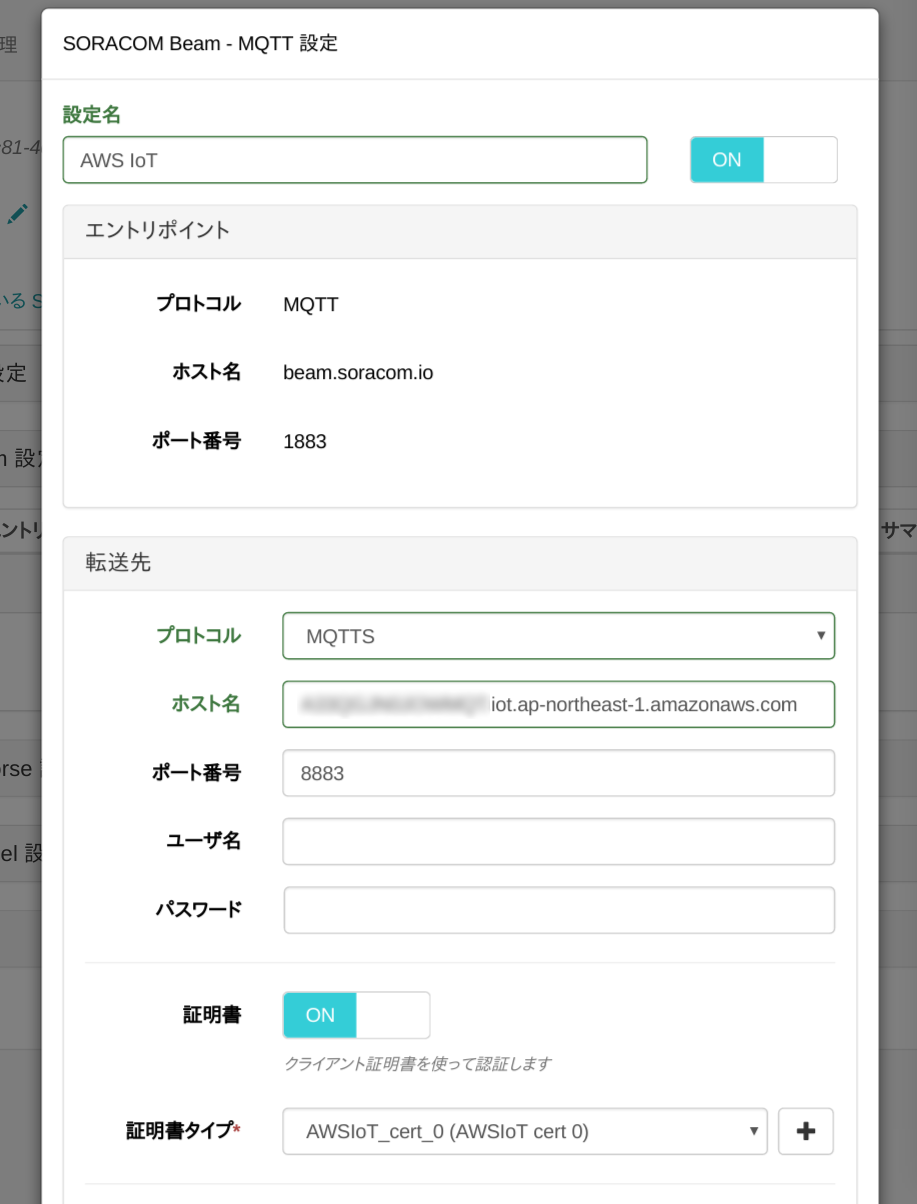 SORACOM Beam - MQTT 設定
理
設定名
81-4
AWS IoT
ON
エントリポイント
いる S
プロトコル MQTT
ホスト名 beam.soracom.io
定
ポート番号 1883
設定
ントリ
サマ
転送先
プロトコル MQTTS
ホスト名 iot.ap-northeast-1.amazonaws.com
ポート番号 8883
rse
ユーザ名
el 設
パスワード
証明書 ON
クライアント証明書を使って認証します
証明書タイプ* AWSIoT_cert_0 (AWSIoT cert 0)